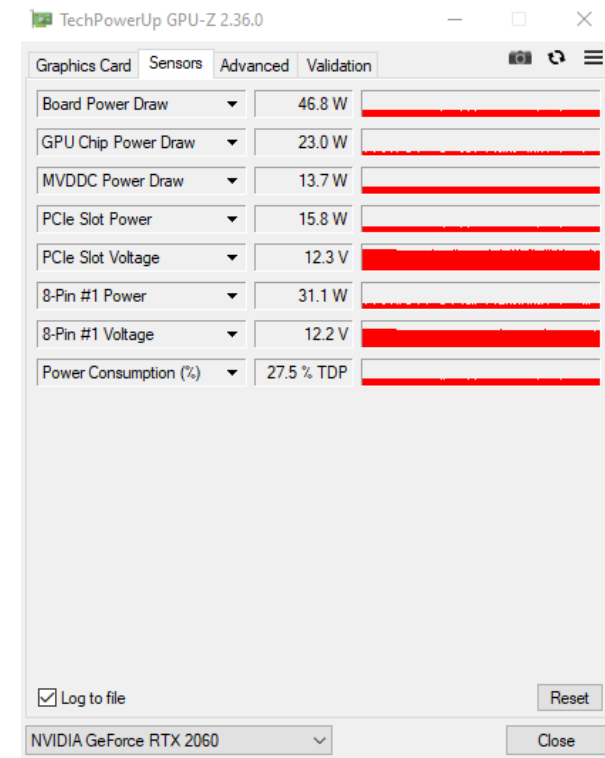 TechPowerUp GPU-Z 2.36.0
Graphics Card Sensors Advanced Validation
Board Power Draw 46.8 W
GPU Chip Power Draw 23.0 W
MVDDC Power Draw 13.7 W
PCIe Slot Power 15.8 W
PCIe Slot Voltage 12.3 V
8-Pin #1 Power 31.1 W
8-Pin #1 Voltage 12.2 V
Power Consumption (%) 27.5 % TDP
Log to file Reset
NVIDIA GeForce RTX 2060 Close